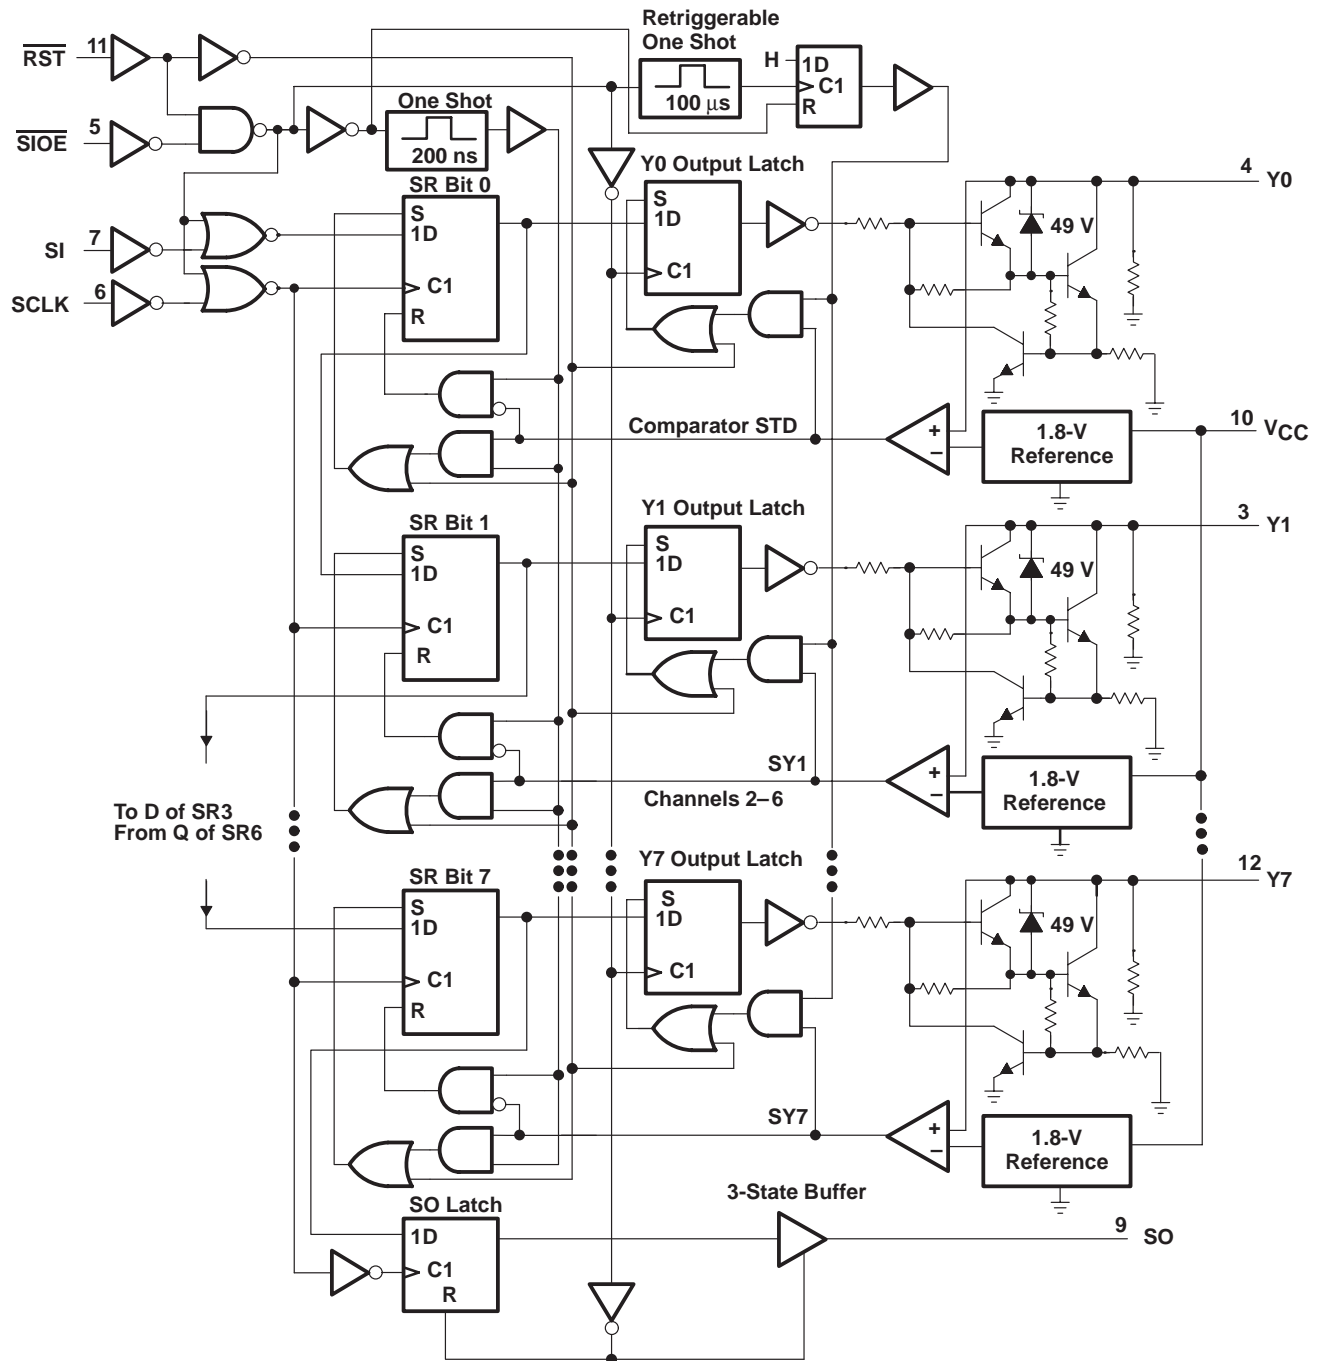 Retriggerable
One Shot
RST
11
H
1D
C1
R
100 µs
One Shot
SIOE
5
200 ns
Y0 Output Latch
4
Y0
SR Bit 0
S
1D
C1
R
S
1D
C1
49 V
SI
7
SCLK
6
Comparator STD
+
–
1.8-V
Reference
10
VCC
Y1 Output Latch
3
Y1
SR Bit 1
S
1D
C1
R
S
1D
C1
49 V
SY1
+
–
1.8-V
Reference
Channels 2–6
To D of SR3
From Q of SR6
Y7 Output Latch
12
Y7
SR Bit 7
S
1D
C1
R
S
1D
C1
49 V
SY7
+
–
1.8-V
Reference
3-State Buffer
SO Latch
1D
C1
R
9
SO